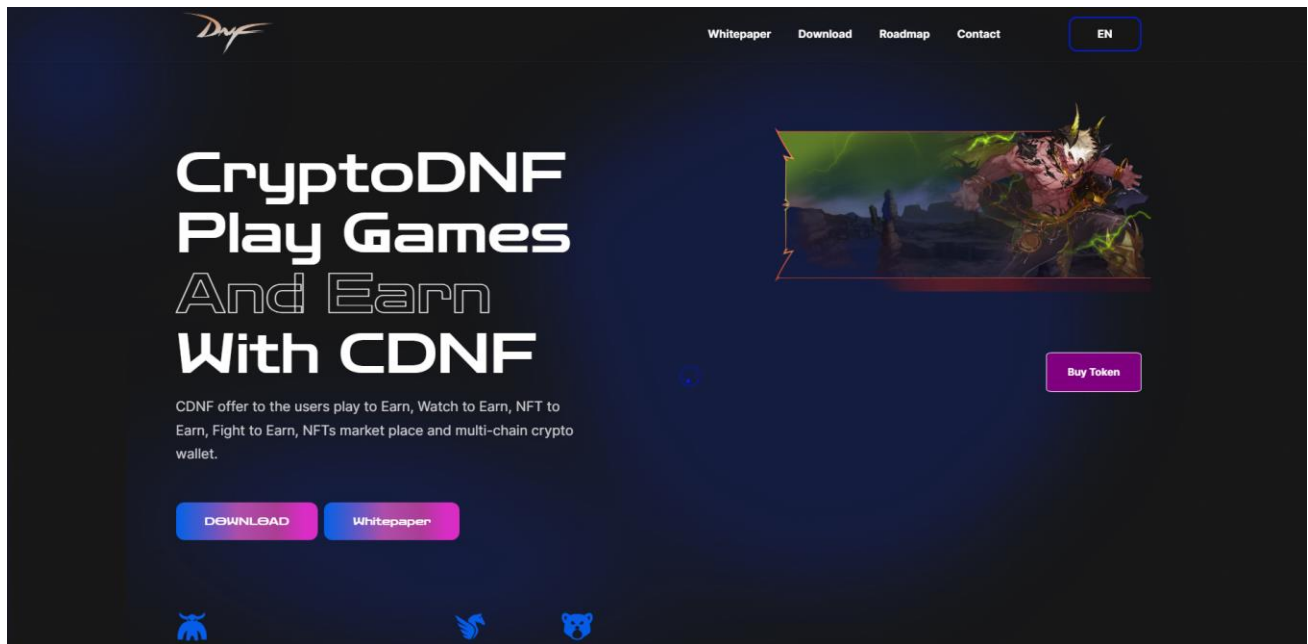 DNF
Whitepaper Download Roadmap Contact EN
CryptoDNF
Play Games
And Earn
With CDNF
CDNF offer to the users play to Earn, Watch to Earn, NFT to
Earn, Fight to Earn, NFTs market place and multi-chain crypto
wallet.
Buy Token
DOWNLOAD Whitepaper